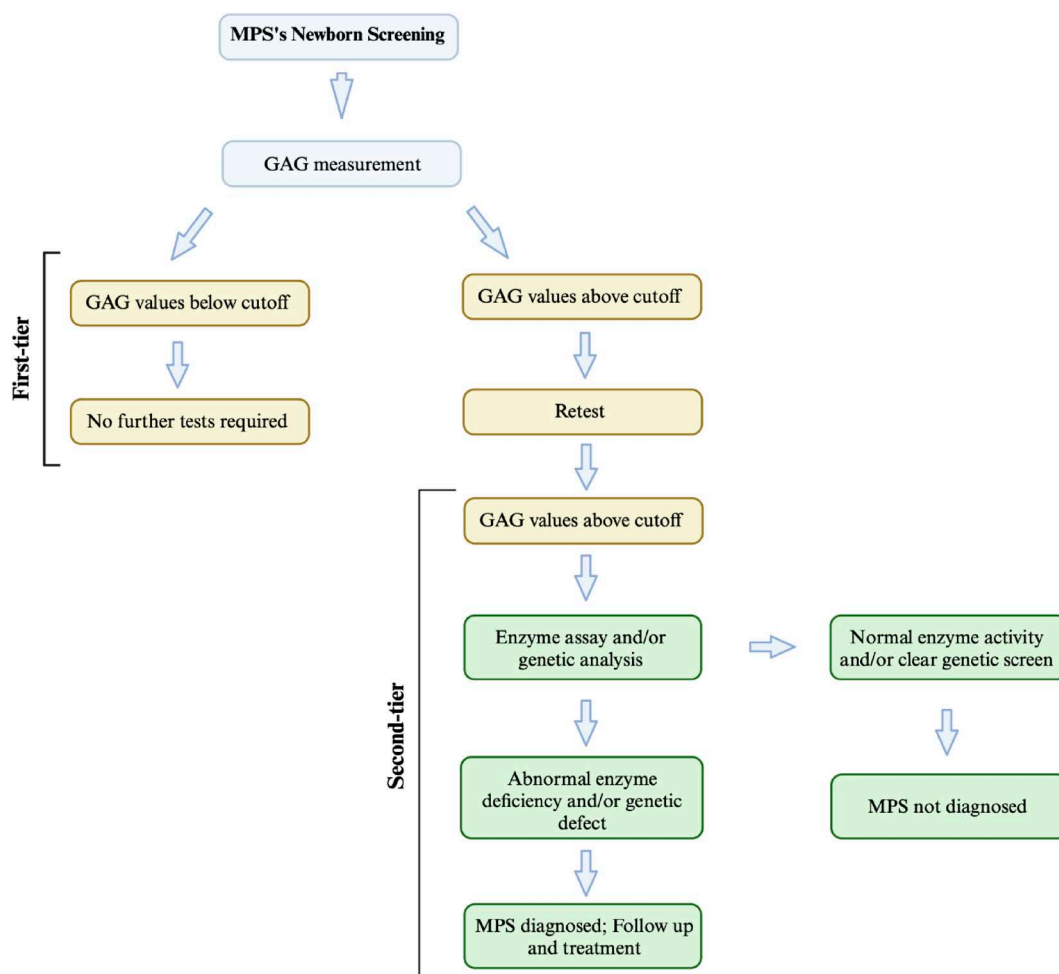 MPS's Newborn Screening
GAG measurement
First-tier
GAG values below cutoff
GAG values above cutoff
No further tests required
Retest
Second-tier
GAG values above cutoff
Enzyme assay and/or
genetic analysis
Normal enzyme activity
and/or clear genetic screen
Abnormal enzyme
deficiency and/or genetic
defect
MPS not diagnosed
MPS diagnosed; Follow up
and treatment